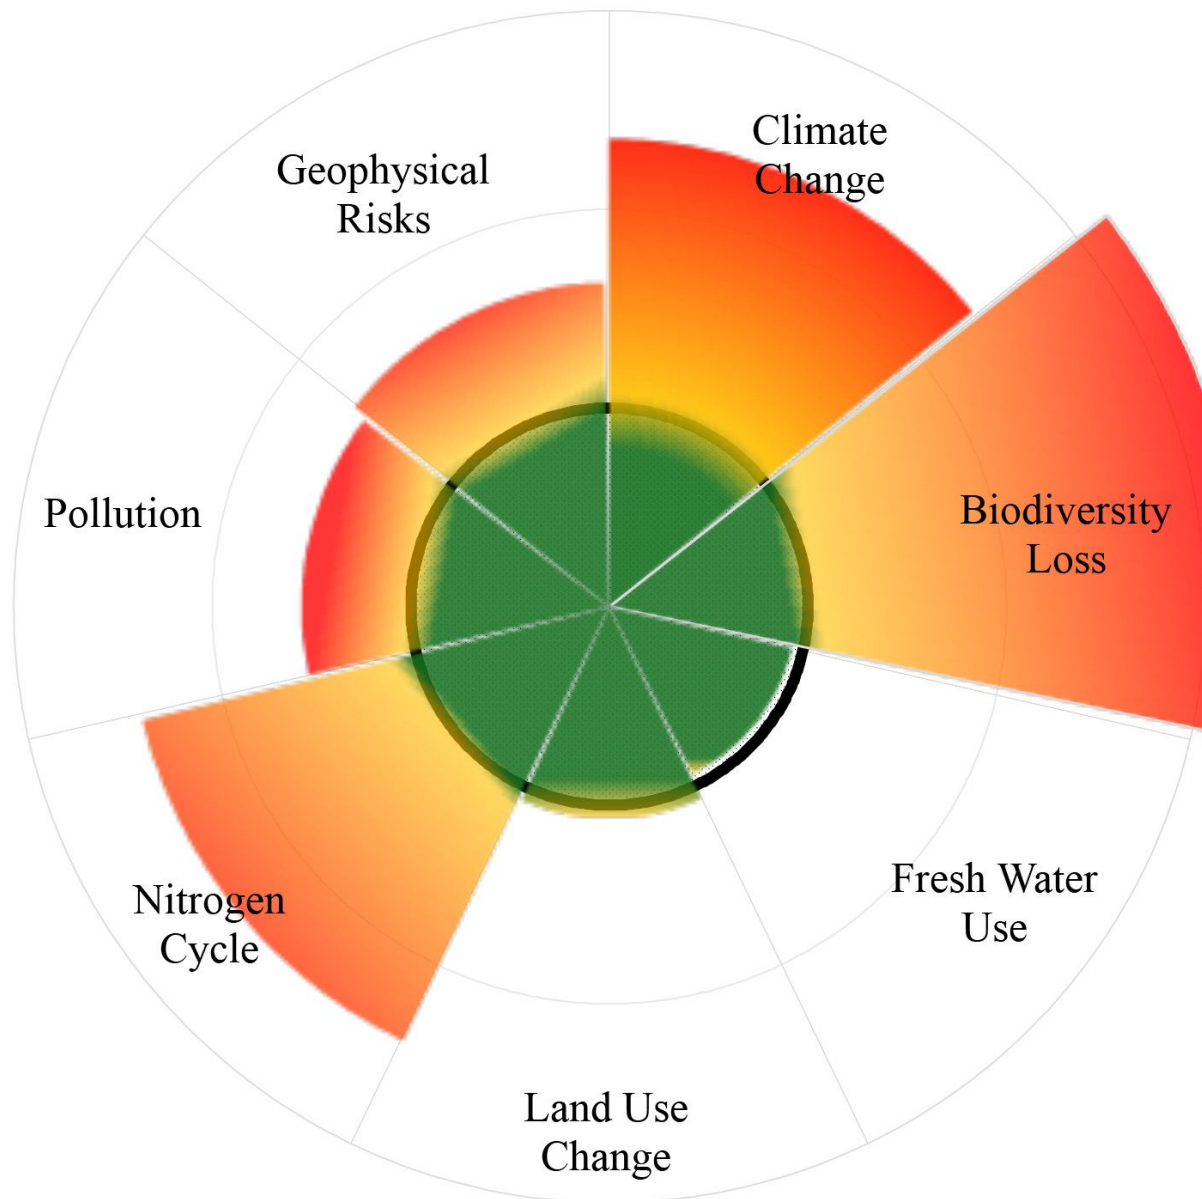 Climate
Change
Geophysical
Risks
Biodiversity
Loss
Pollution
Fresh Water
Use
Nitrogen
Cycle
Land Use
Change